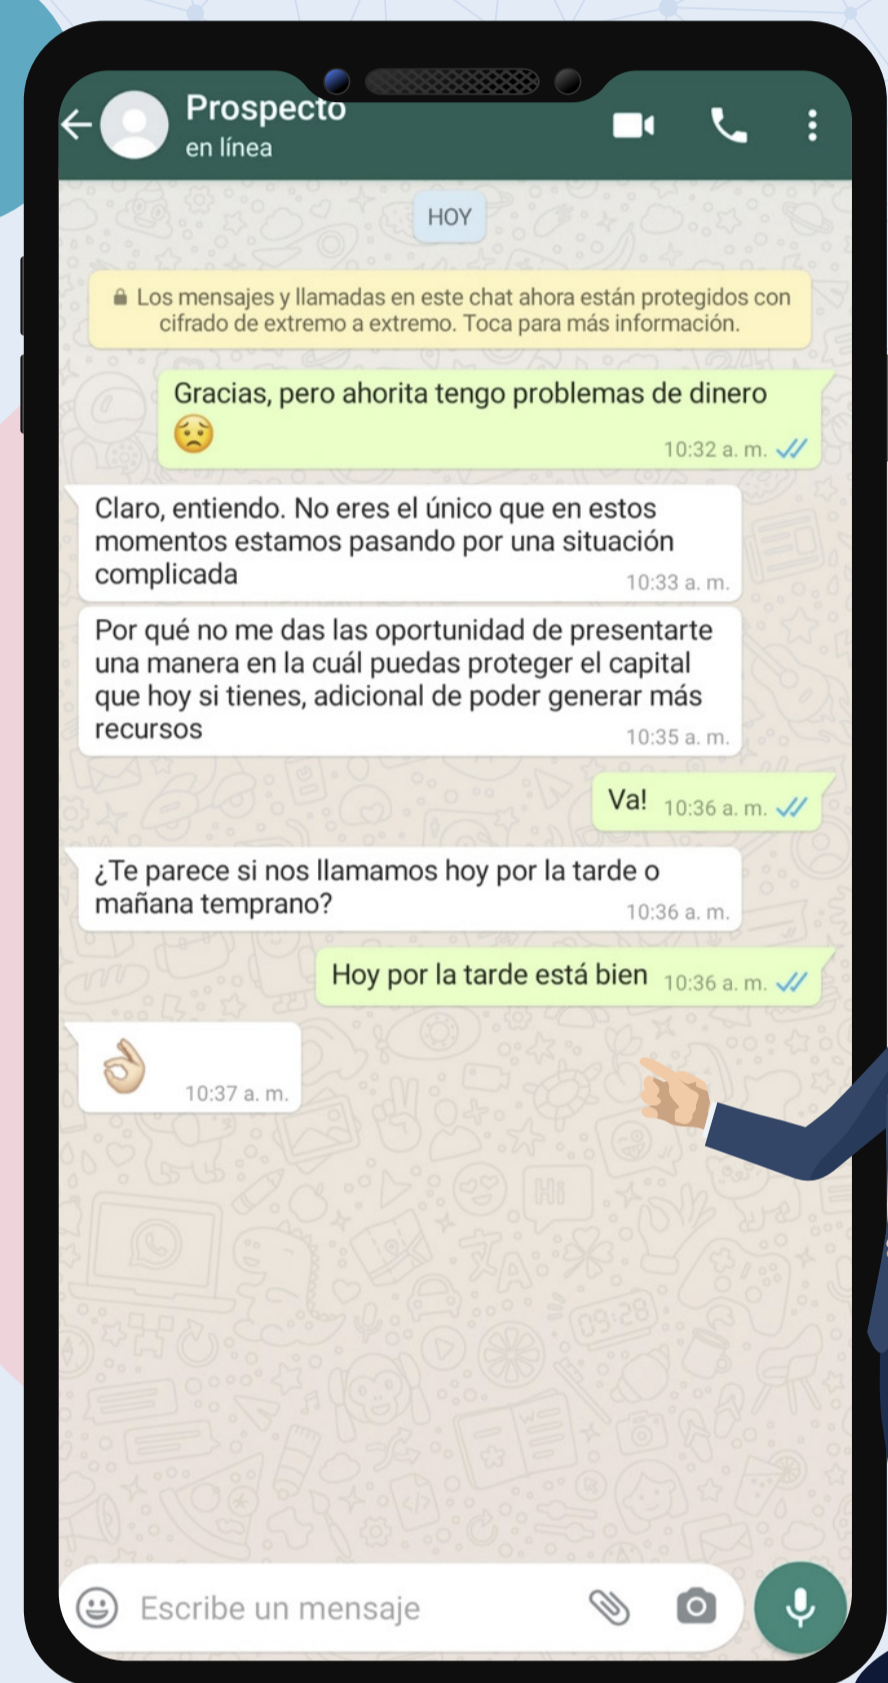 Prospecto
en línea
HOY
Los mensajes y llamadas en este chat ahora están protegidos con
cifrado de extremo a extremo. Toca para más información.
Gracias, pero ahorita tengo problemas de dinero
😟
10:32 a. m.
Claro, entiendo. No eres el único que en estos
momentos estamos pasando por una situación
complicada
10:33 a. m.
Por qué no me das las oportunidad de presentarte
una manera en la cuál puedas proteger el capital
que hoy si tienes, adicional de poder generar más
recursos
10:35 a. m.
Va! 10:36 a. m.
¿Te parece si nos llamamos hoy por la tarde o
mañana temprano?
10:36 a. m.
Hoy por la tarde está bien 10:36 a. m.
👌🏼
10:37 a. m.
Hi
09:28
Escribe un mensaje